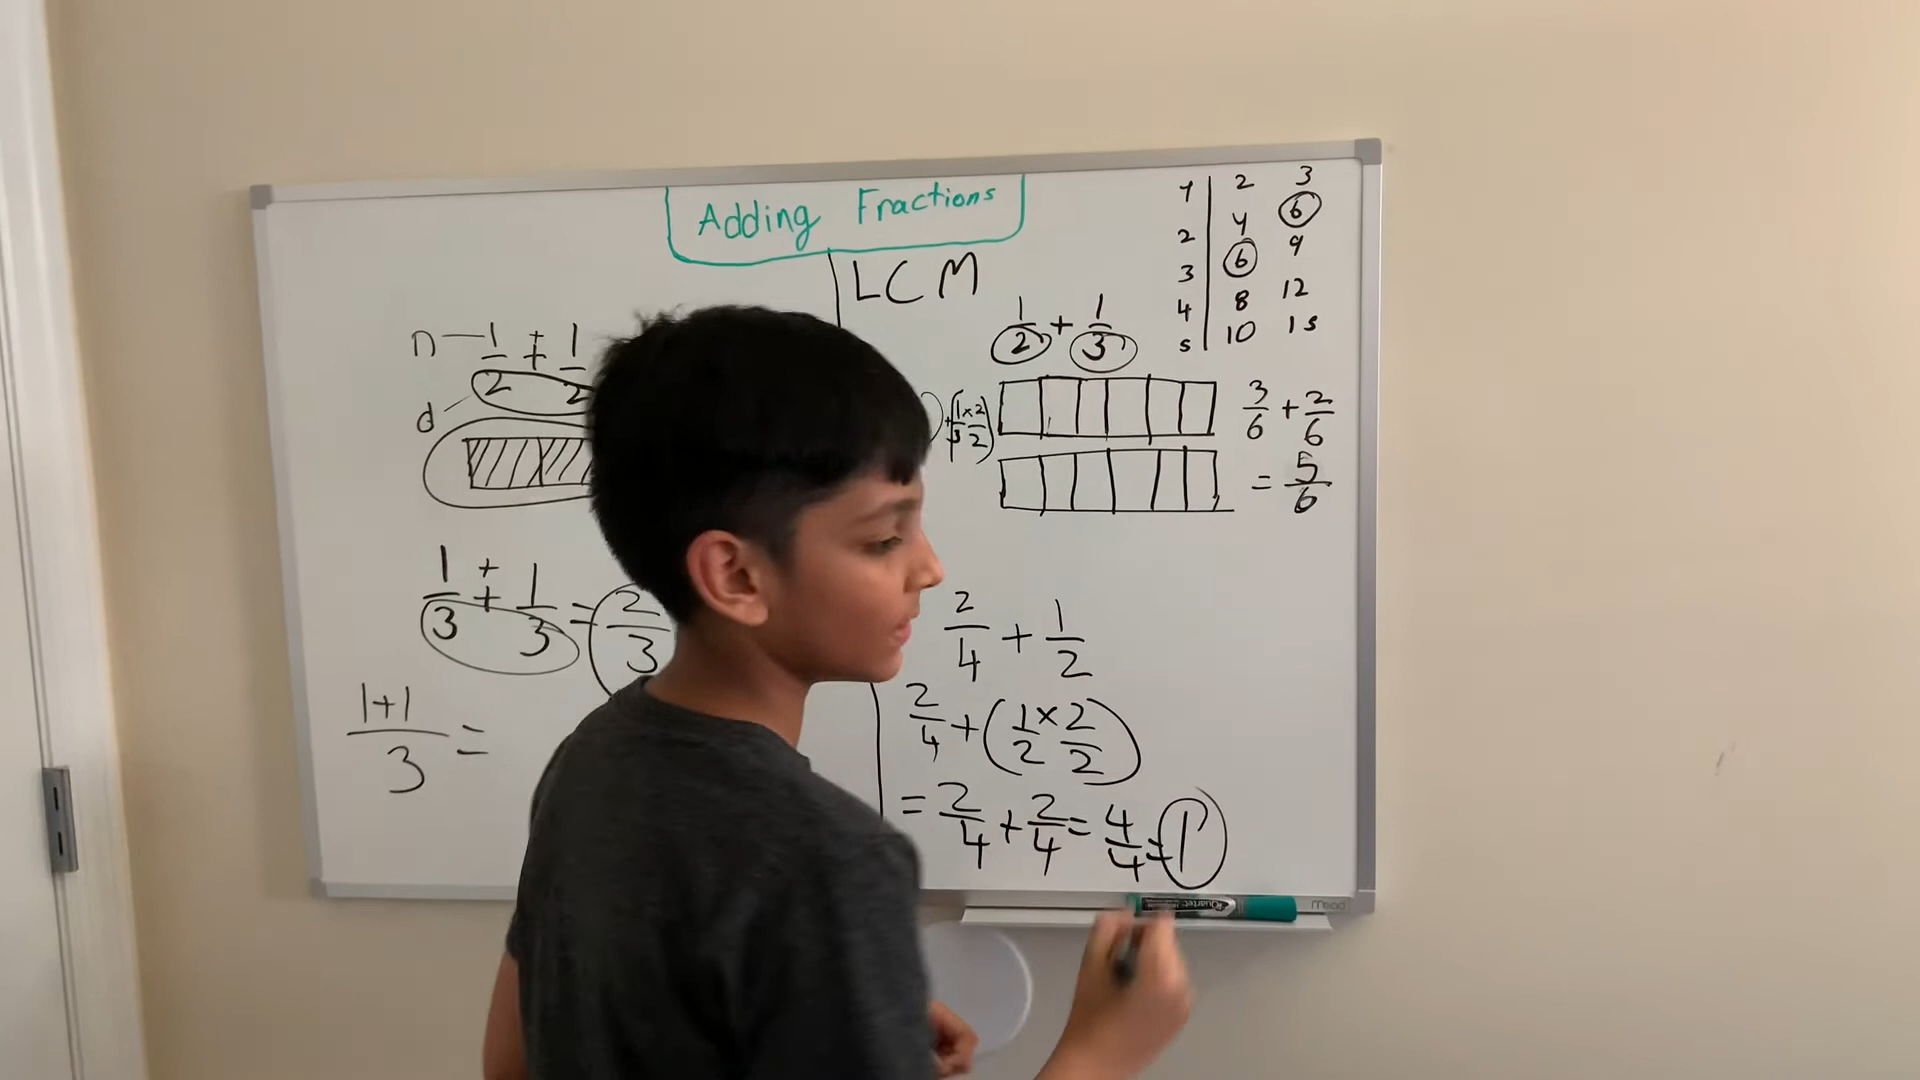 Adding Fractions
n — 1/2 + 1/2
d
1/3 + 1/3 = 2/3
(1+1)/3 =
LCM
1/2 + 1/3
+ (1/3 × 2/2)
3/6 + 2/6
= 5/6
1 | 2 3
2 | 4 6
3 | 6 9
4 | 8 12
5 | 10 15
2/4 + 1/2
2/4 + (1/2 × 2/2)
= 2/4 + 2/4 = 4/4 = 1
Quartet
mead